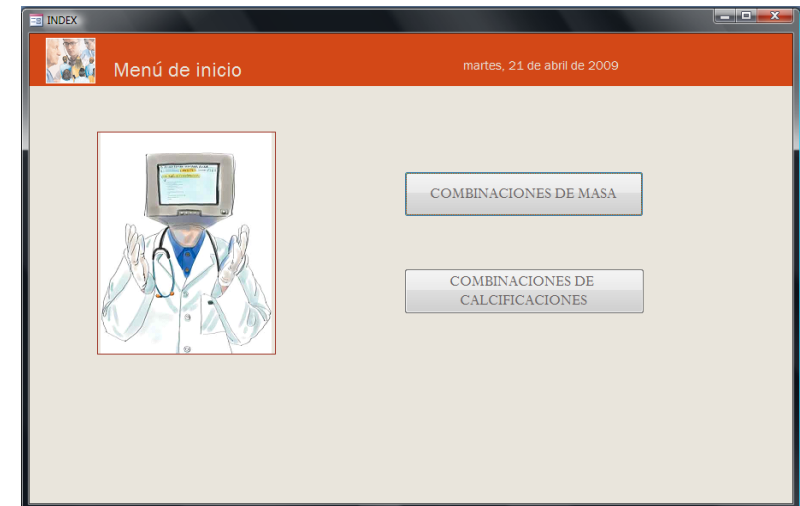 INDEX
Menú de inicio
martes, 21 de abril de 2009
COMBINACIONES DE MASA
COMBINACIONES DE
CALCIFICACIONES